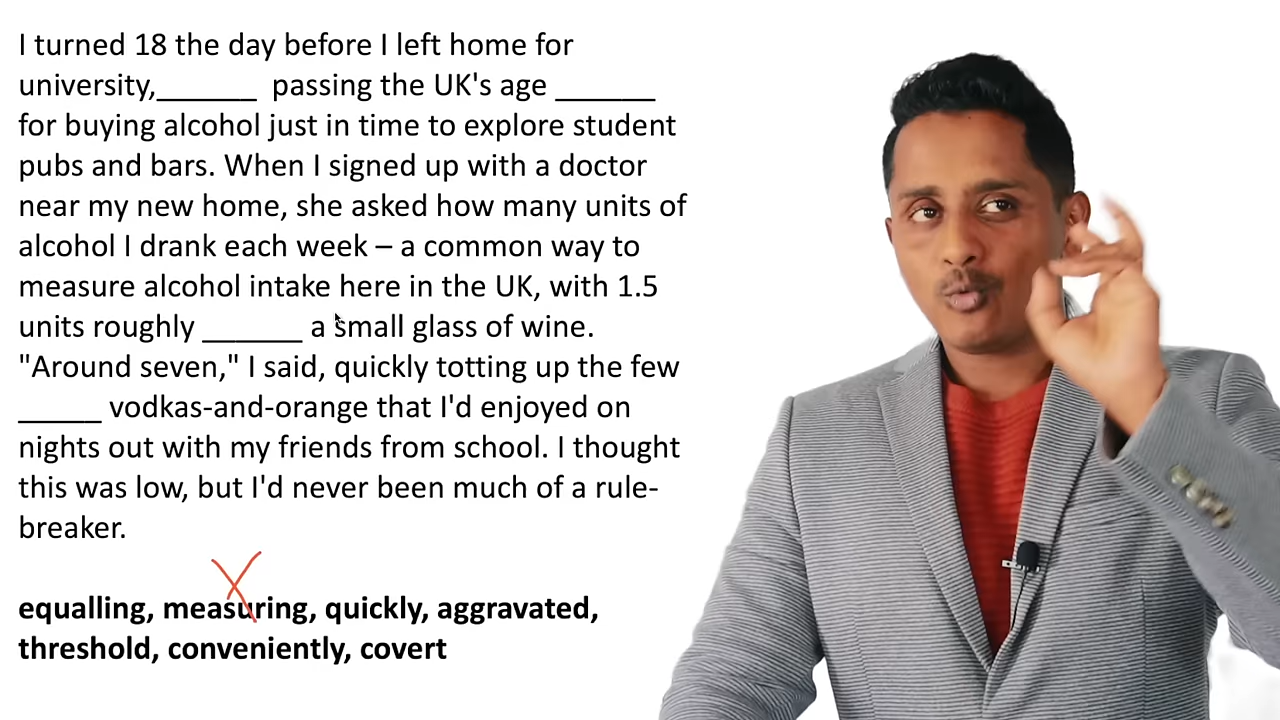 I turned 18 the day before I left home for
university,______ passing the UK's age ______
for buying alcohol just in time to explore student
pubs and bars. When I signed up with a doctor
near my new home, she asked how many units of
alcohol I drank each week – a common way to
measure alcohol intake here in the UK, with 1.5
units roughly ______ a small glass of wine.
"Around seven," I said, quickly totting up the few
_____ vodkas-and-orange that I'd enjoyed on
nights out with my friends from school. I thought
this was low, but I'd never been much of a rule-
breaker.
equalling, measuring, quickly, aggravated,
threshold, conveniently, covert